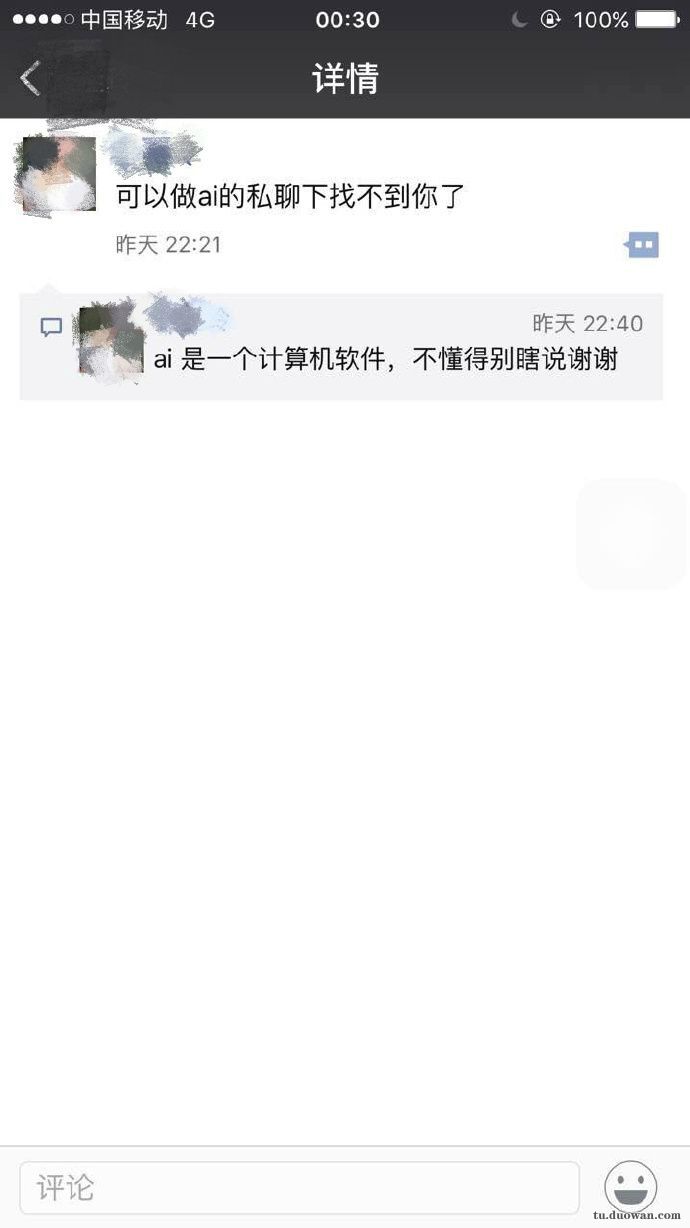 中国移动 4G 00:30 100%
详情
可以做ai的私聊下找不到你了
昨天 22:21
昨天 22:40
ai 是一个计算机软件，不懂得别瞎说谢谢
评论
tu.duowan.com